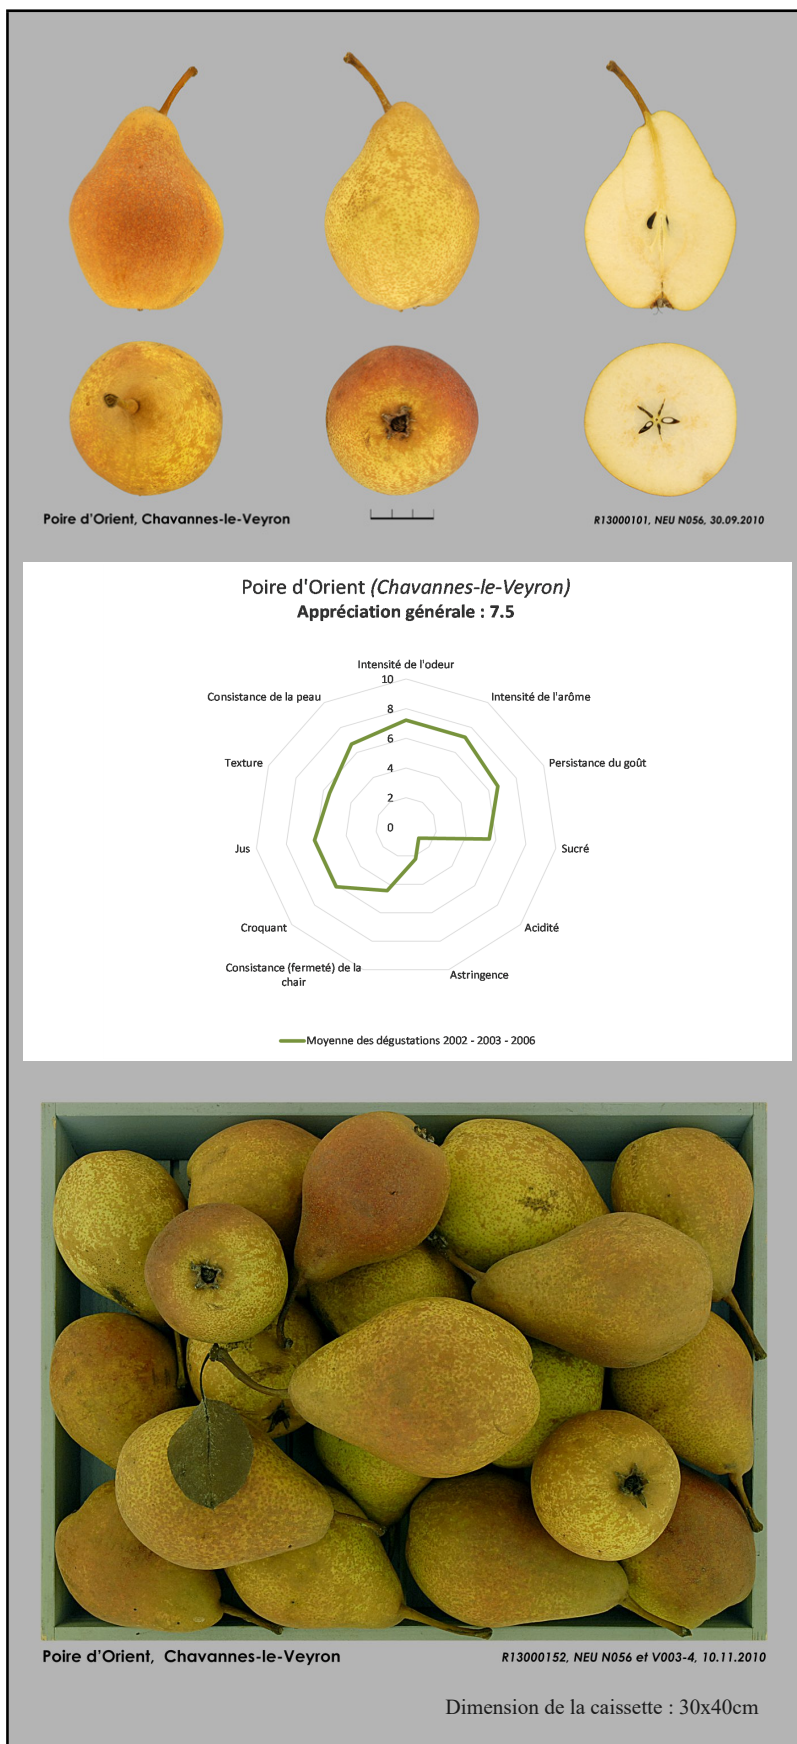 Poire d'Orient, Chavannes-le-Veyron
R13000101, NEU N056, 30.09.2010
Poire d'Orient (Chavannes-le-Veyron)
Appréciation générale : 7.5
Intensité de l'odeur
10
Consistance de la peau
Intensité de l'arôme
8
6
Texture
Persistance du goût
4
2
0
Jus
Sucré
Croquant
Acidité
Consistance (fermeté) de la
chair
Astringence
Moyenne des dégustations 2002 - 2003 - 2006
Poire d'Orient, Chavannes-le-Veyron
R13000152, NEU N056 et V003-4, 10.11.2010
Dimension de la caissette : 30x40cm